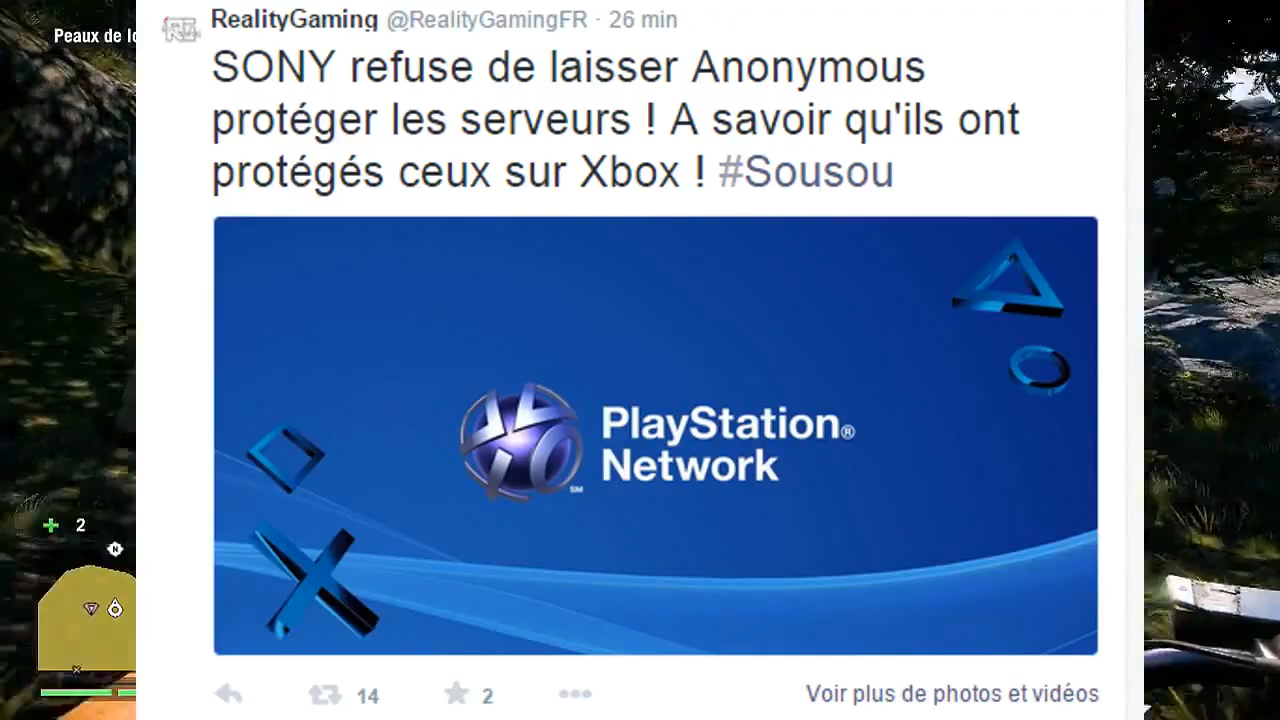 Peaux de
RealityGaming @RealityGamingFR · 26 min
SONY refuse de laisser Anonymous
protéger les serveurs ! A savoir qu'ils ont
protégés ceux sur Xbox ! #Sousou
PlayStation®
Network
SM
2
N
14
2
Voir plus de photos et vidéos